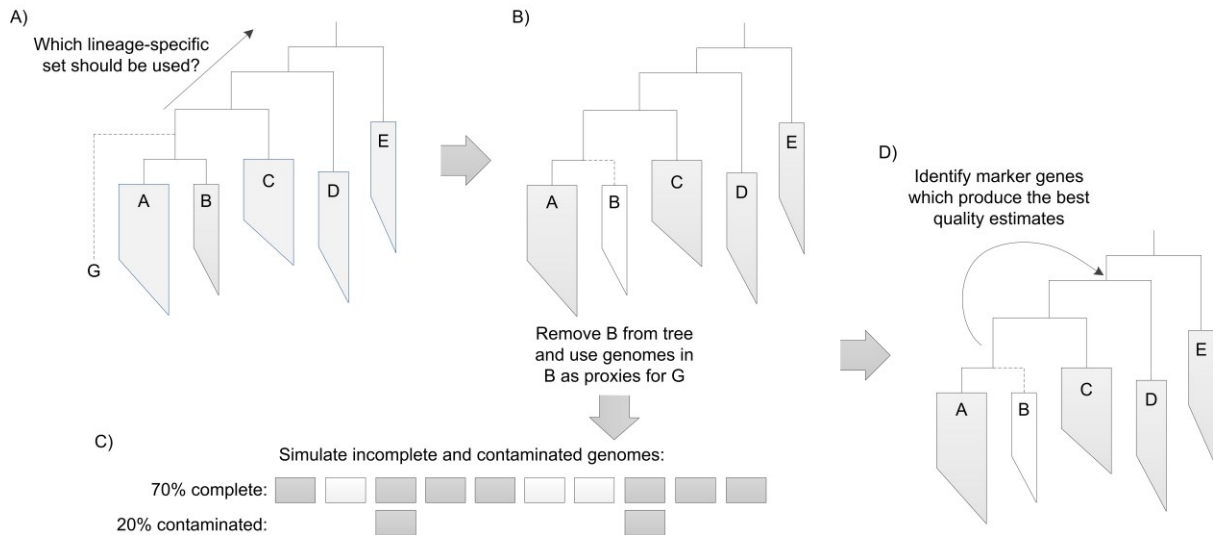 A)
Which lineage-specific
set should be used?
G
A
B
C
D
E
B)
A
B
C
D
E
Remove B from tree
and use genomes in
B as proxies for G
C)
Simulate incomplete and contaminated genomes:
70% complete:
20% contaminated:
D)
Identify marker genes
which produce the best
quality estimates
A
B
C
D
E